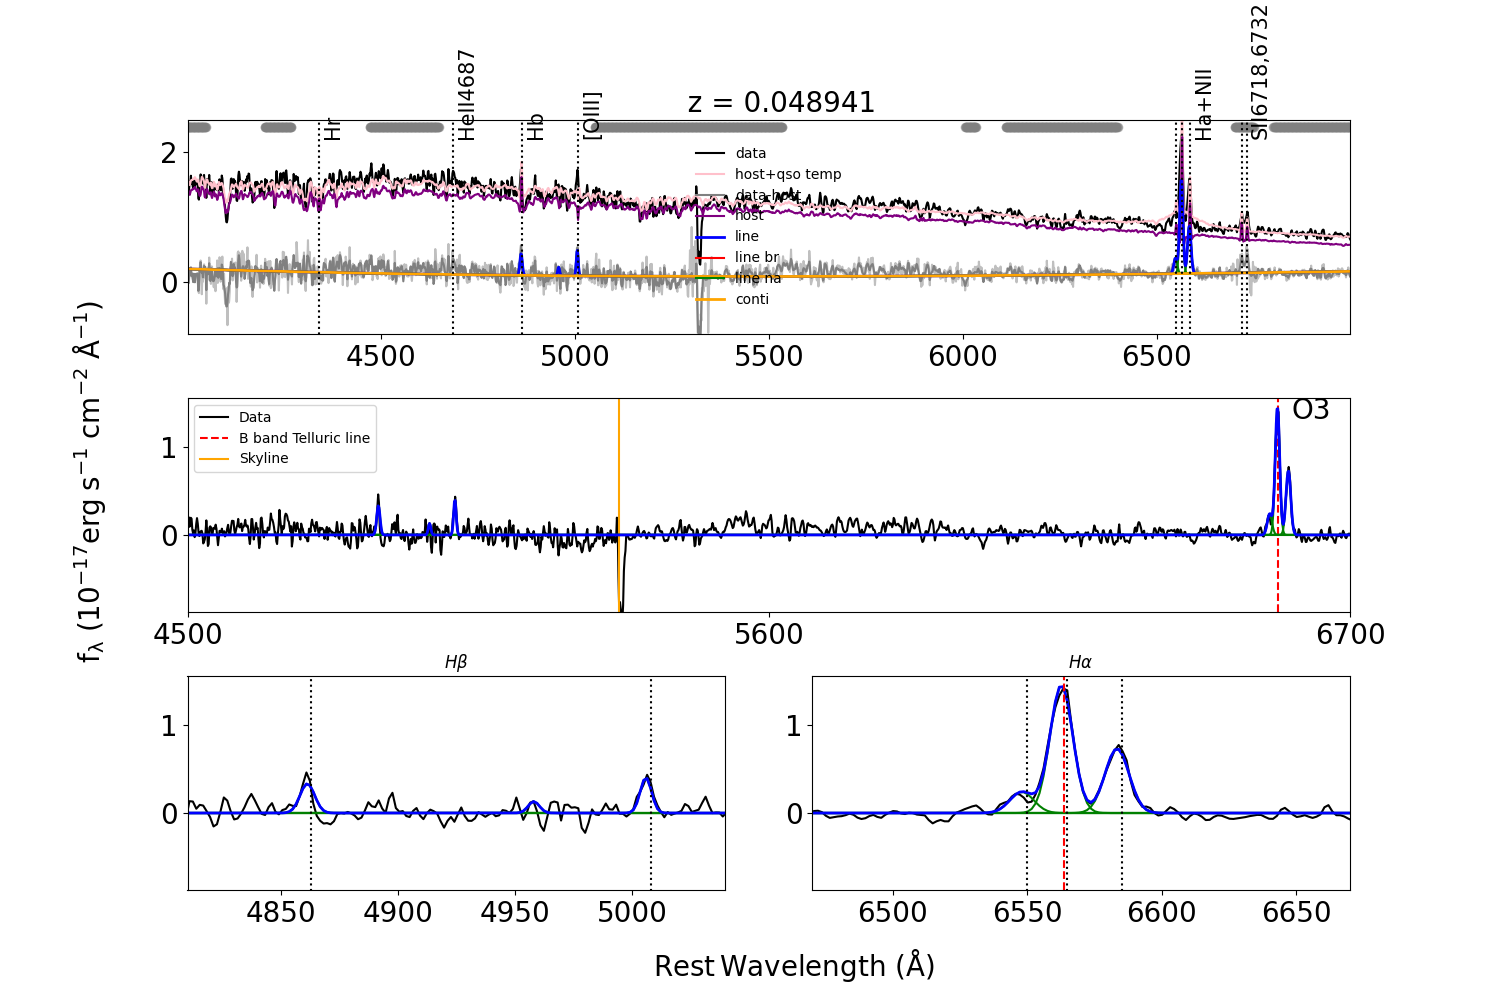 z = 0.048941
Hr
HeII4687
Hb
[OIII]
Ha+NII
SII6718,6732
data
host+qso temp
data-host
host
line
line br
line na
conti
2
0
4500 5000 5500 6000 6500
fλ (10−17erg s−1 cm−2 Å−1)
Data
B band Telluric line
Skyline
O3
1
0
4500 5600 6700
Hβ
1
0
4850 4900 4950 5000
Hα
1
0
6500 6550 6600 6650
Rest Wavelength (Å)